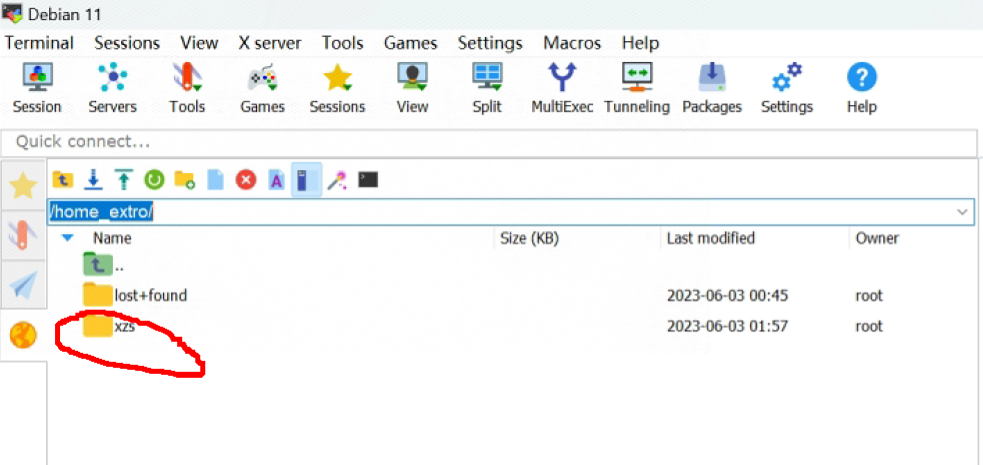 Debian 11
Terminal Sessions View X server Tools Games Settings Macros Help
Session Servers Tools Games Sessions View Split MultiExec Tunneling Packages Settings Help
Quick connect...
/home_extro/
Name Size (KB) Last modified Owner
..
lost+found 2023-06-03 00:45 root
xzs 2023-06-03 01:57 root